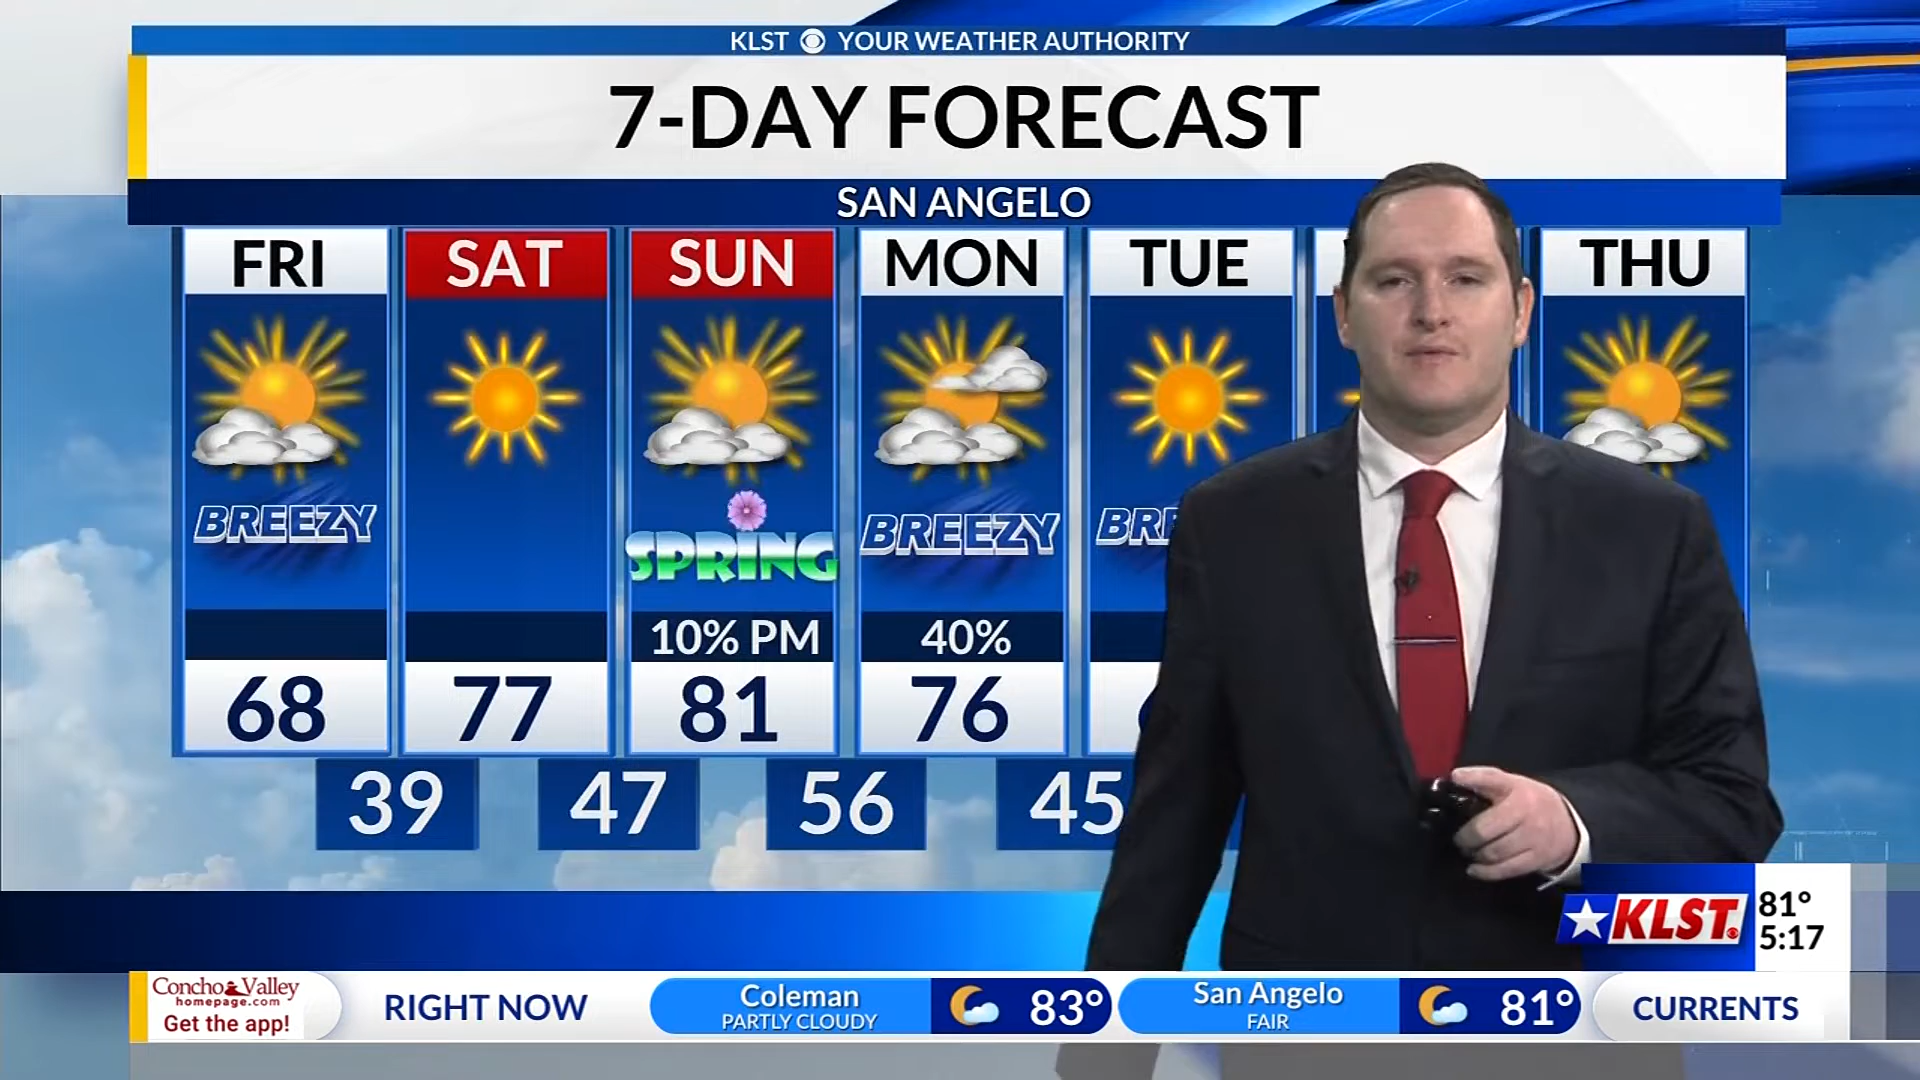 KLST YOUR WEATHER AUTHORITY
7-DAY FORECAST
SAN ANGELO
FRI SAT SUN MON TUE THU
BREEZY SPRING BREEZY
10% PM 40%
68 77 81 76
39 47 56 45
KLST
81°
5:17
Concho Valley
homepage.com
Get the app!
RIGHT NOW
Coleman
PARTLY CLOUDY
83°
San Angelo
FAIR
81°
CURRENTS